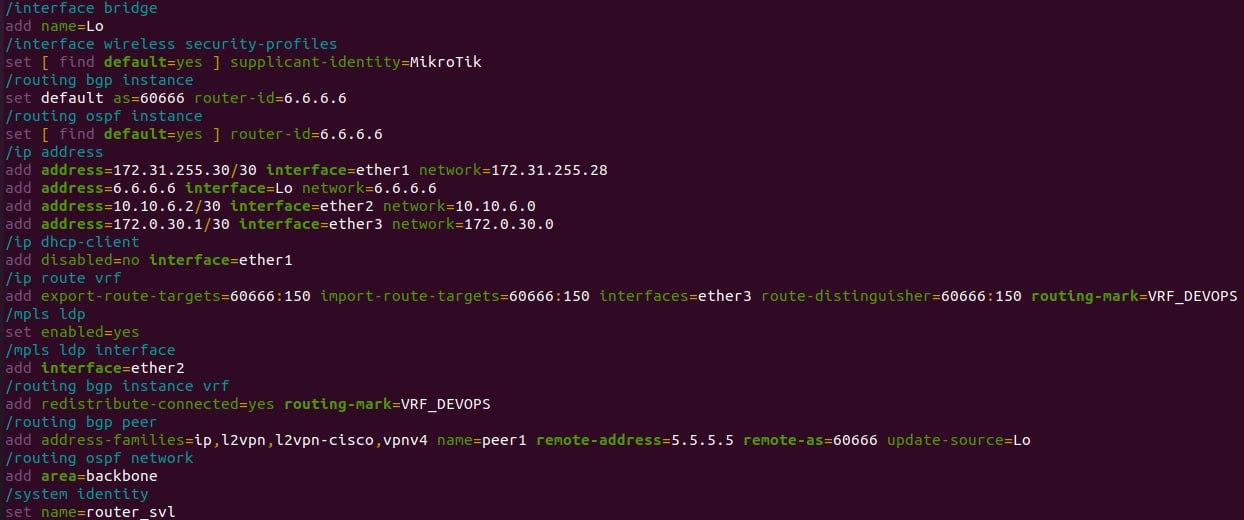 /interface bridge
add name=Lo
/interface wireless security-profiles
set [ find default=yes ] supplicant-identity=MikroTik
/routing bgp instance
set default as=60666 router-id=6.6.6.6
/routing ospf instance
set [ find default=yes ] router-id=6.6.6.6
/ip address
add address=172.31.255.30/30 interface=ether1 network=172.31.255.28
add address=6.6.6.6 interface=Lo network=6.6.6.6
add address=10.10.6.2/30 interface=ether2 network=10.10.6.0
add address=172.0.30.1/30 interface=ether3 network=172.0.30.0
/ip dhcp-client
add disabled=no interface=ether1
/ip route vrf
add export-route-targets=60666:150 import-route-targets=60666:150 interfaces=ether3 route-distinguisher=60666:150 routing-mark=VRF_DEVOPS
/mpls ldp
set enabled=yes
/mpls ldp interface
add interface=ether2
/routing bgp instance vrf
add redistribute-connected=yes routing-mark=VRF_DEVOPS
/routing bgp peer
add address-families=ip,l2vpn,l2vpn-cisco,vpnv4 name=peer1 remote-address=5.5.5.5 remote-as=60666 update-source=Lo
/routing ospf network
add area=backbone
/system identity
set name=router_svl